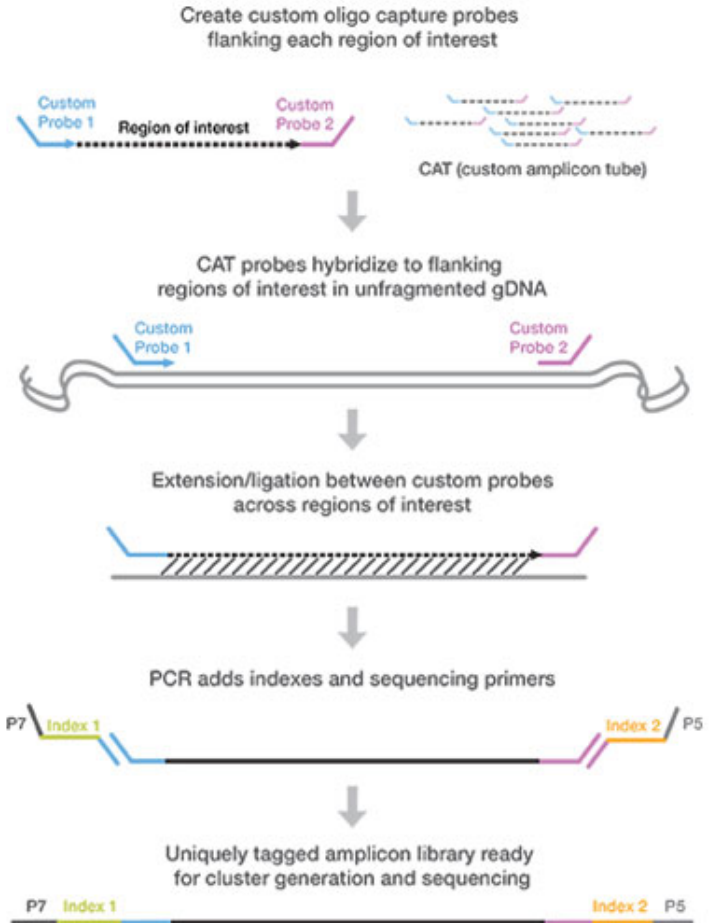 Create custom oligo capture probes
flanking each region of interest
Custom
Probe 1
Region of interest
Custom
Probe 2
CAT (custom amplicon tube)
CAT probes hybridize to flanking
regions of interest in unfragmented gDNA
Custom
Probe 1
Custom
Probe 2
Extension/ligation between custom probes
across regions of interest
PCR adds indexes and sequencing primers
P7 Index 1
Index 2 P5
Uniquely tagged amplicon library ready
for cluster generation and sequencing
P7 Index 1
Index 2 P5